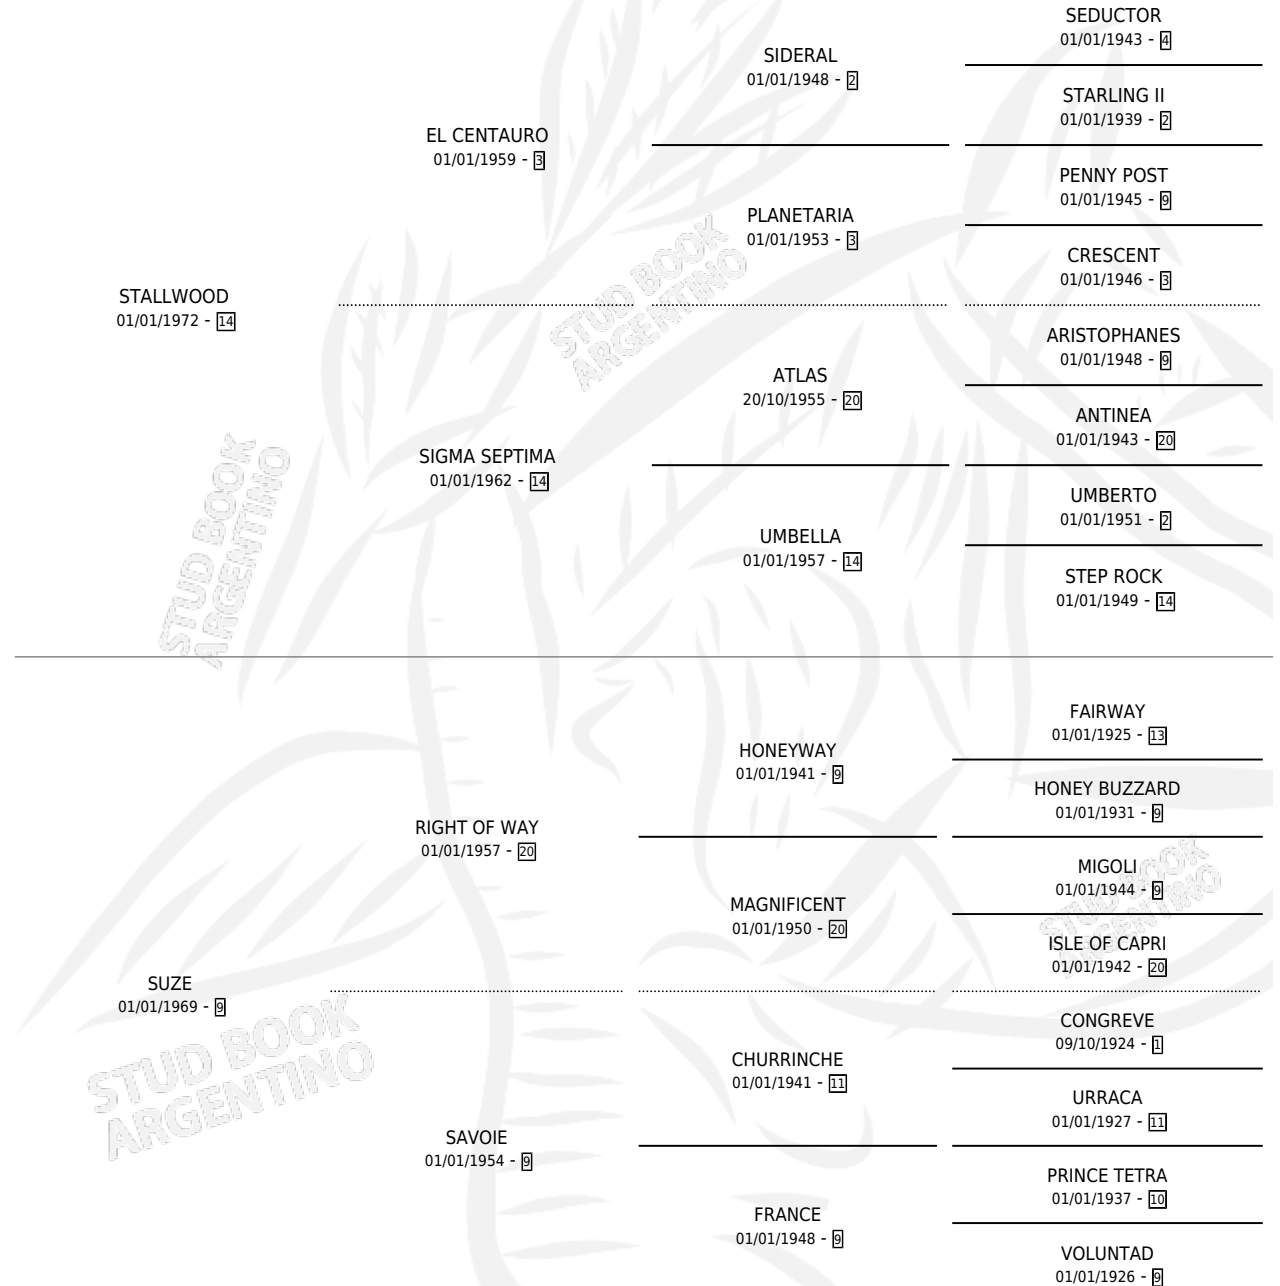 SEDUCTOR
01/01/1943 - 4
SIDERAL
01/01/1948 - 2
STARLING II
01/01/1939 - 2
EL CENTAURO
01/01/1959 - 3
PENNY POST
01/01/1945 - 9
PLANETARIA
01/01/1953 - 3
CRESCENT
01/01/1946 - 3
STALLWOOD
01/01/1972 - 14
ARISTOPHANES
01/01/1948 - 9
ATLAS
20/10/1955 - 20
ANTINEA
01/01/1943 - 20
SIGMA SEPTIMA
01/01/1962 - 14
UMBERTO
01/01/1951 - 2
UMBELLA
01/01/1957 - 14
STEP ROCK
01/01/1949 - 14
FAIRWAY
01/01/1925 - 13
HONEYWAY
01/01/1941 - 9
HONEY BUZZARD
01/01/1931 - 9
RIGHT OF WAY
01/01/1957 - 20
MIGOLI
01/01/1944 - 9
MAGNIFICENT
01/01/1950 - 20
ISLE OF CAPRI
01/01/1942 - 20
SUZE
01/01/1969 - 9
CONGREVE
09/10/1924 - 1
CHURRINCHE
01/01/1941 - 11
URRACA
01/01/1927 - 11
SAVOIE
01/01/1954 - 9
PRINCE TETRA
01/01/1937 - 10
FRANCE
01/01/1948 - 9
VOLUNTAD
01/01/1926 - 9
STUD BOOK
ARGENTINO
STUD BOOK
ARGENTINO
STUD BOOK
ARGENTINO
STUD BOOK
ARGENTINO